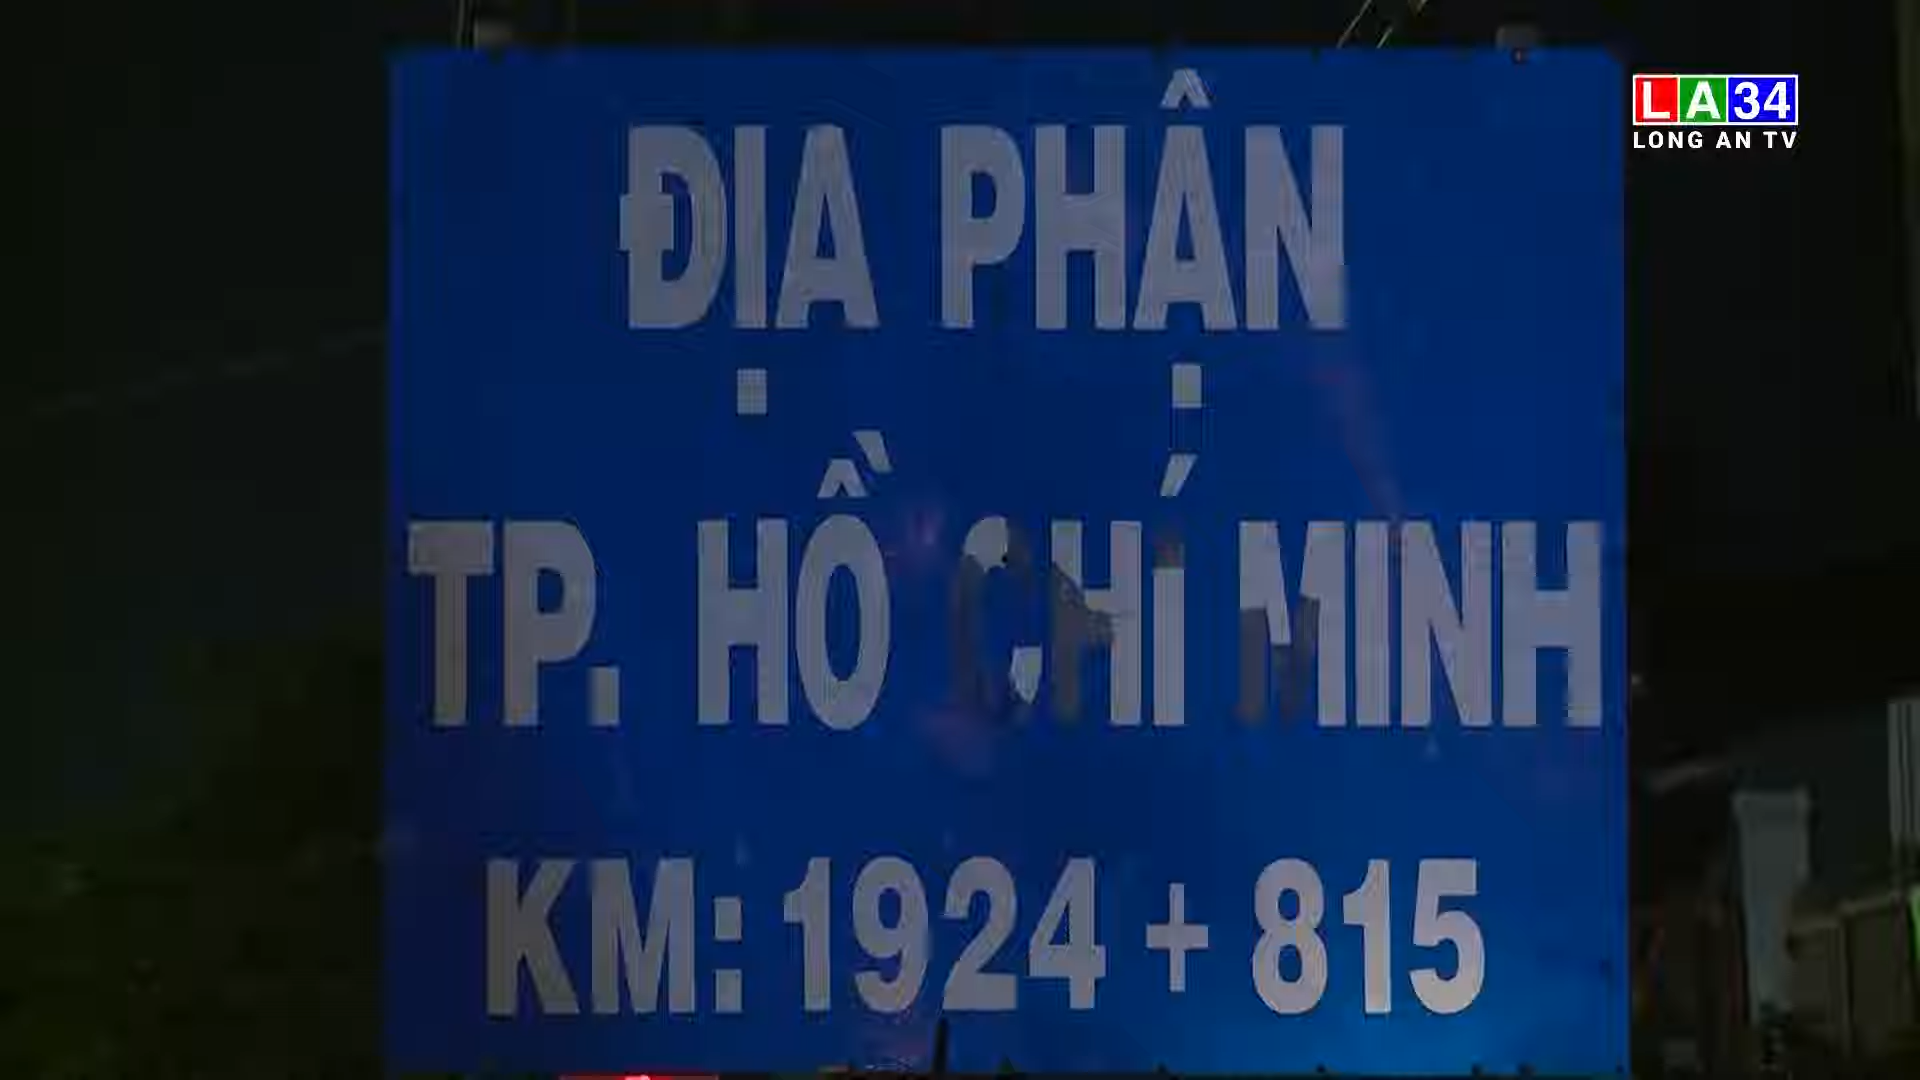 ĐỊA PHẬN
TP. HỒ CHÍ MINH
KM: 1924 + 815
LA34
LONG AN TV